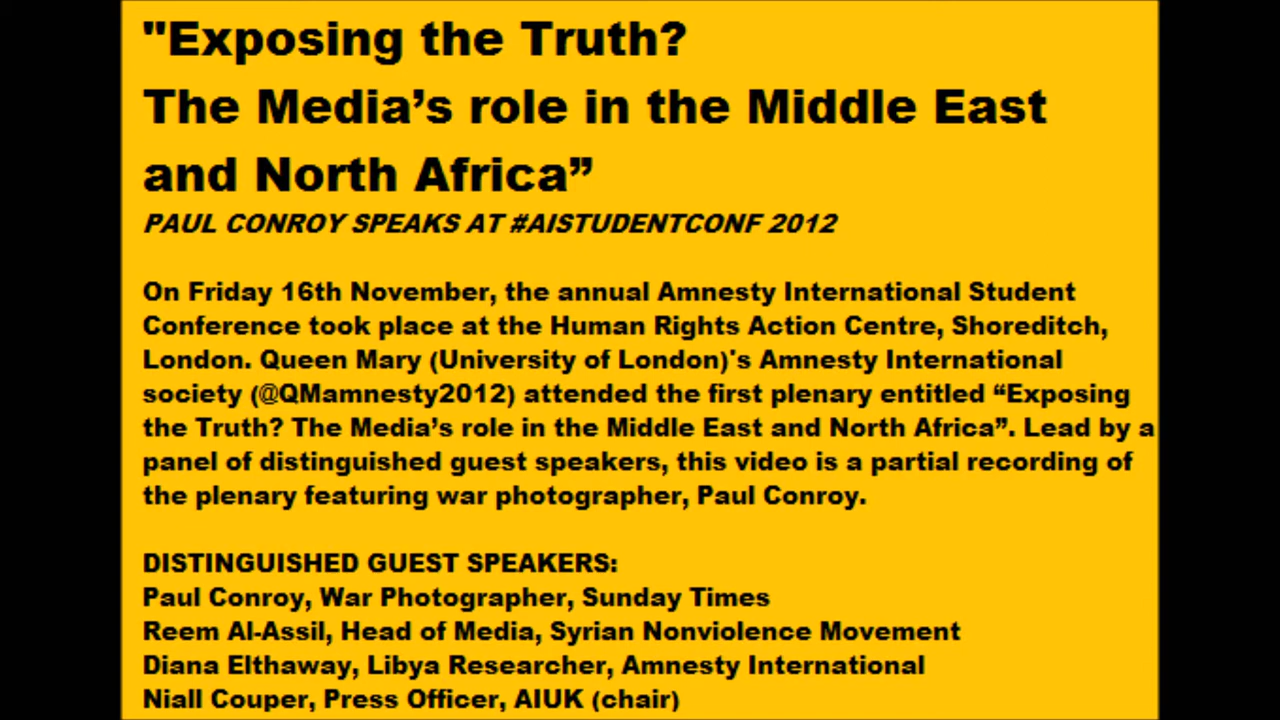 "Exposing the Truth?
The Media’s role in the Middle East
and North Africa”
PAUL CONROY SPEAKS AT #AISTUDENTCONF 2012
On Friday 16th November, the annual Amnesty International Student
Conference took place at the Human Rights Action Centre, Shoreditch,
London. Queen Mary (University of London)'s Amnesty International
society (@QMamnesty2012) attended the first plenary entitled “Exposing
the Truth? The Media’s role in the Middle East and North Africa”. Lead by a
panel of distinguished guest speakers, this video is a partial recording of
the plenary featuring war photographer, Paul Conroy.
DISTINGUISHED GUEST SPEAKERS:
Paul Conroy, War Photographer, Sunday Times
Reem Al-Assil, Head of Media, Syrian Nonviolence Movement
Diana Elthaway, Libya Researcher, Amnesty International
Niall Couper, Press Officer, AIUK (chair)